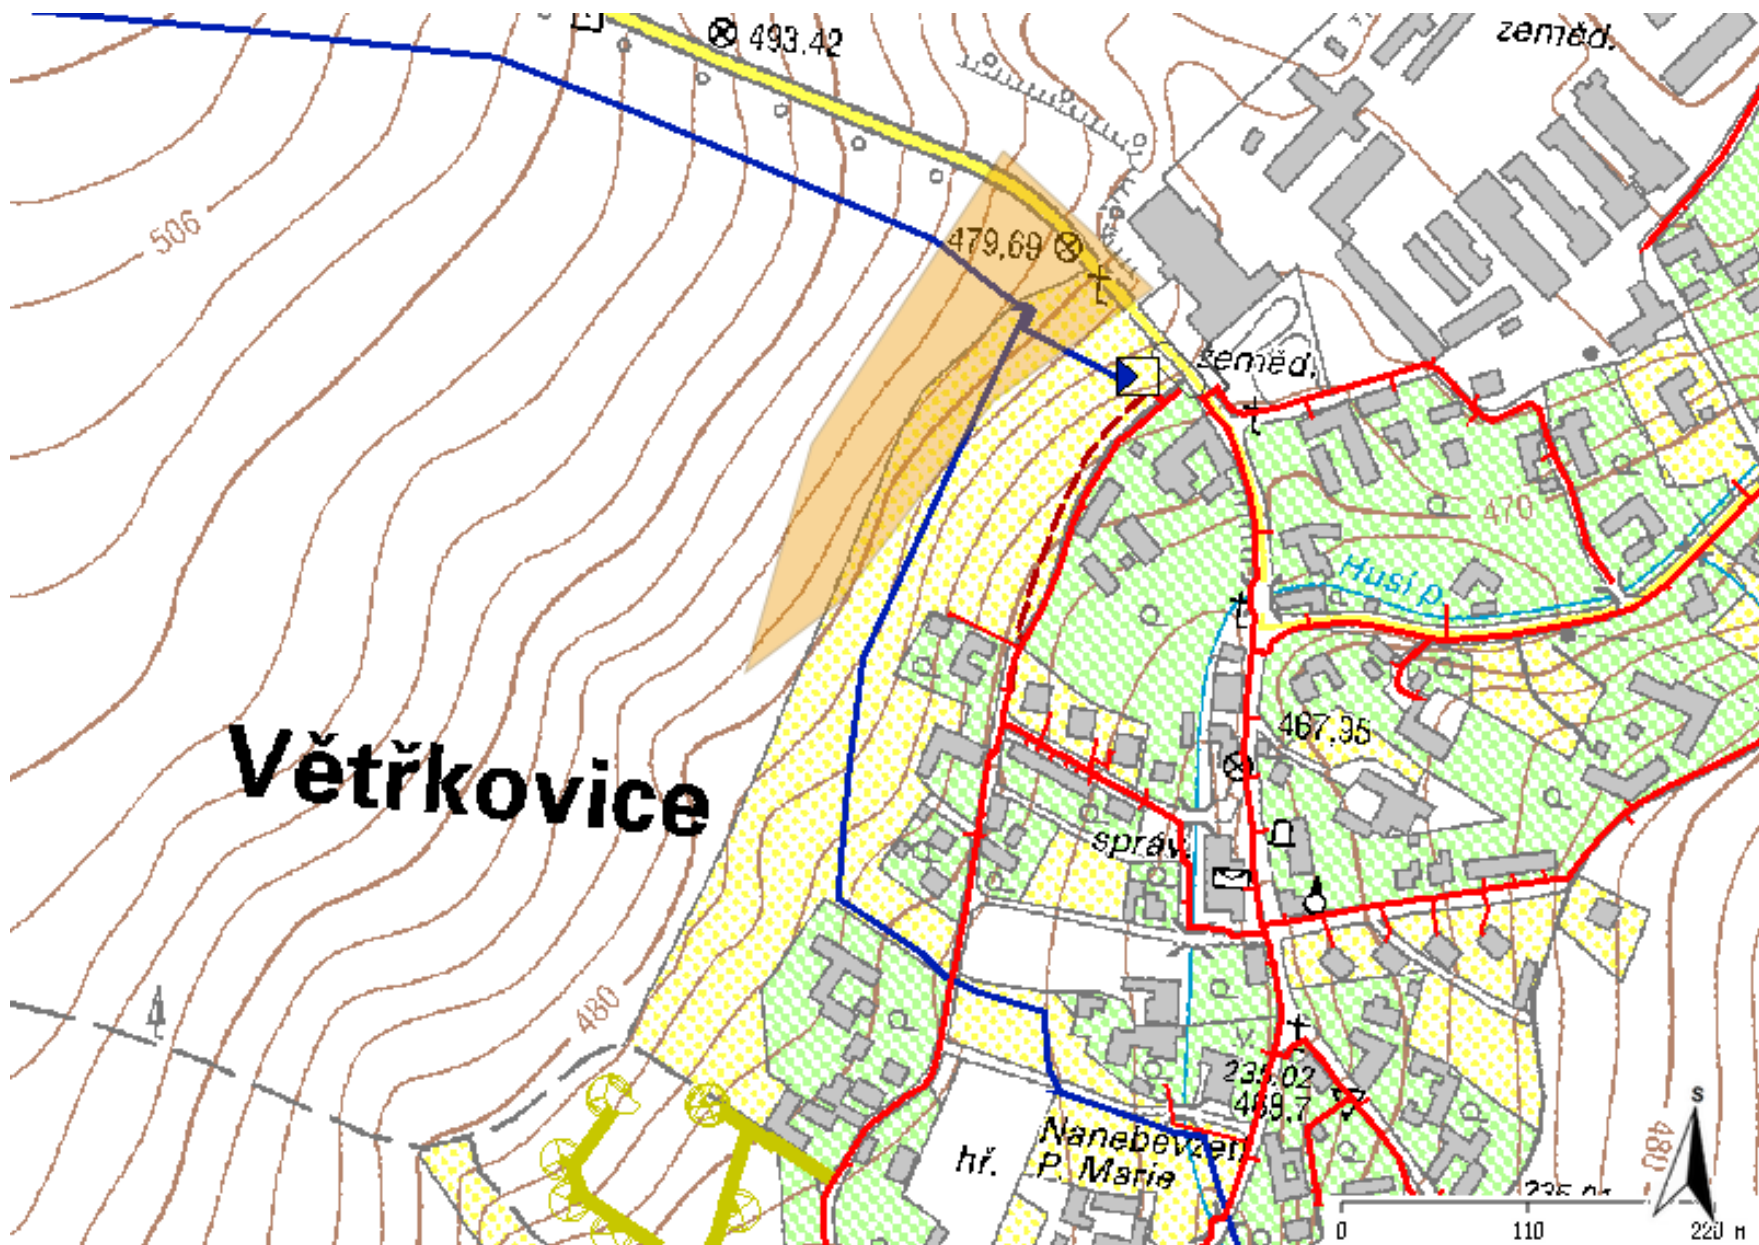 493.42
zeměd.
506
479,69
zeměd.
470
Husí p.
467,95
Větřkovice
správ.
480
235,02
469,7
480
Nanebevzetí
P. Marie
hř.
S
0 110 220 M